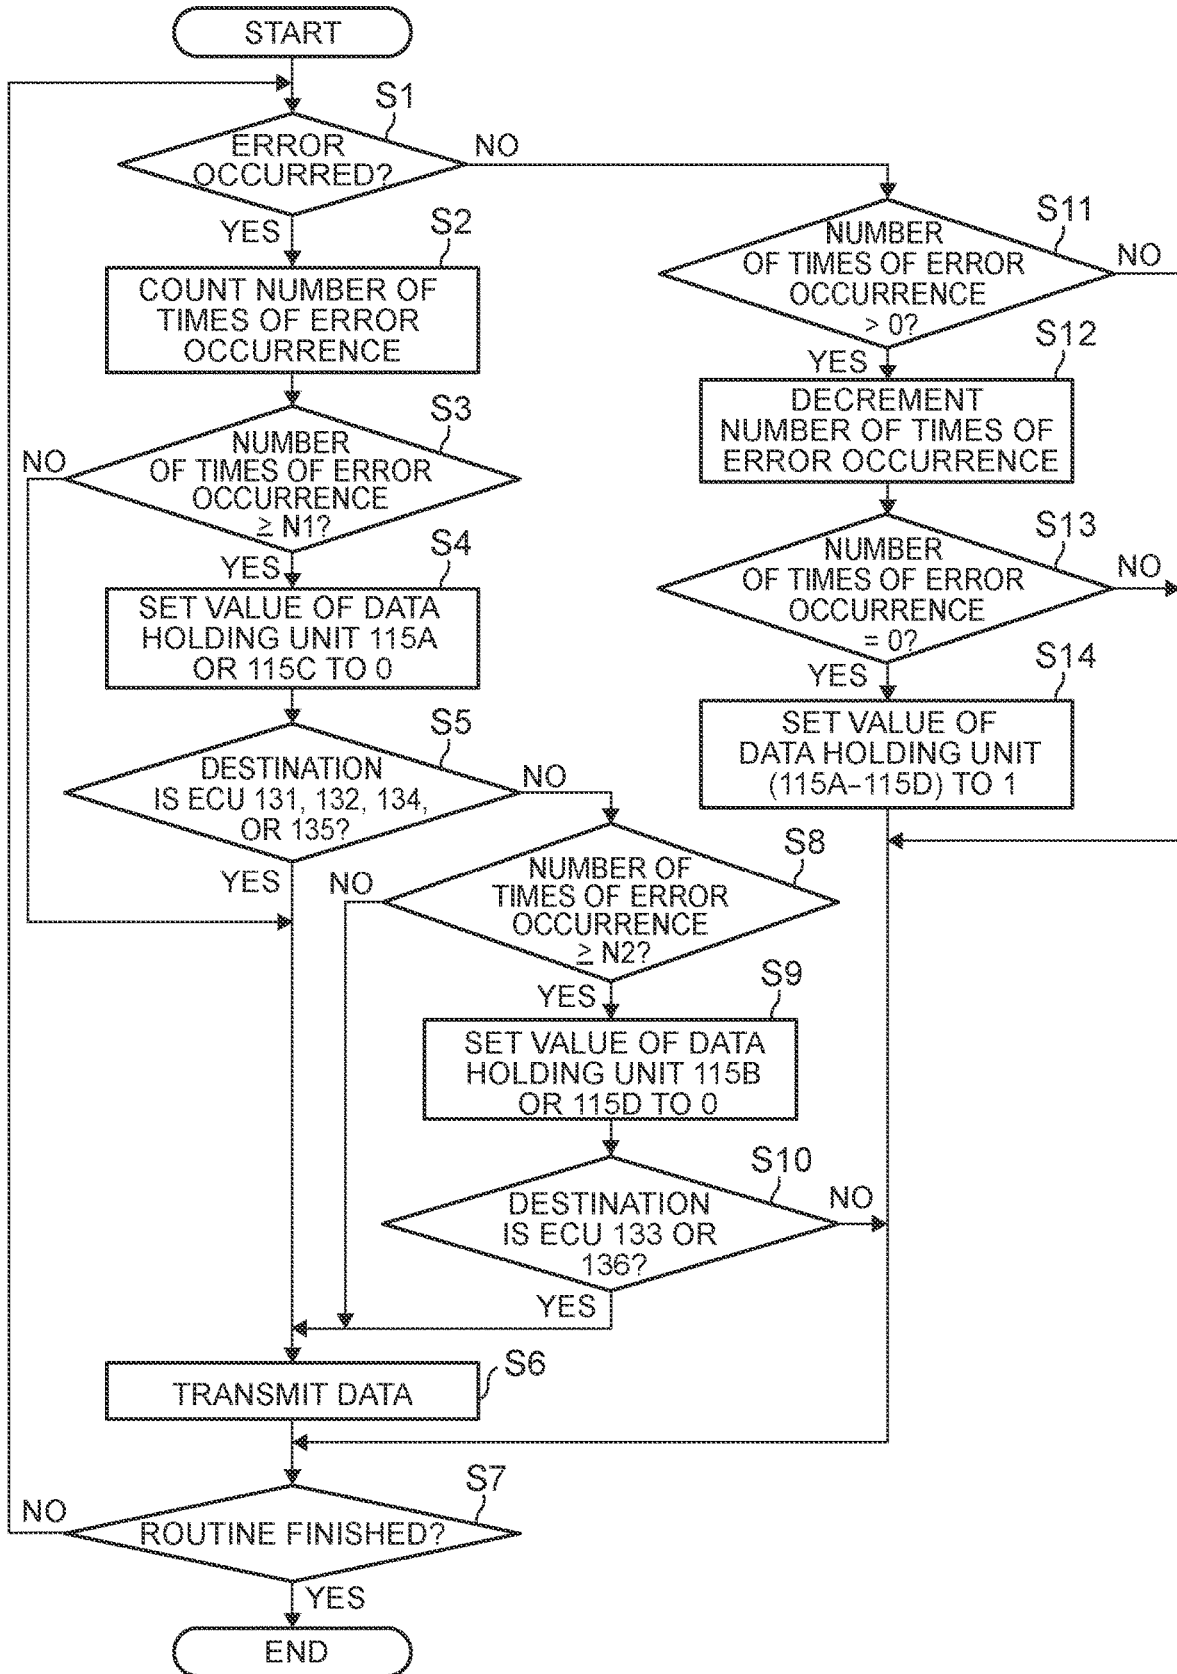 START
S1
ERROR
OCCURRED?
NO
YES
S2
COUNT NUMBER OF
TIMES OF ERROR
OCCURRENCE
S3
NUMBER
OF TIMES OF ERROR
OCCURRENCE
≥ N1?
NO
YES
S4
SET VALUE OF DATA
HOLDING UNIT 115A
OR 115C TO 0
S5
DESTINATION
IS ECU 131, 132, 134,
OR 135?
NO
YES
S8
NUMBER OF
TIMES OF ERROR
OCCURRENCE
≥ N2?
NO
YES
S9
SET VALUE OF DATA
HOLDING UNIT 115B
OR 115D TO 0
S10
DESTINATION
IS ECU 133 OR
136?
NO
YES
S11
NUMBER
OF TIMES OF ERROR
OCCURRENCE
> 0?
NO
YES
S12
DECREMENT
NUMBER OF TIMES OF
ERROR OCCURRENCE
S13
NUMBER
OF TIMES OF ERROR
OCCURRENCE
= 0?
NO
YES
S14
SET VALUE OF
DATA HOLDING UNIT
(115A–115D) TO 1
S6
TRANSMIT DATA
S7
ROUTINE FINISHED?
NO
YES
END